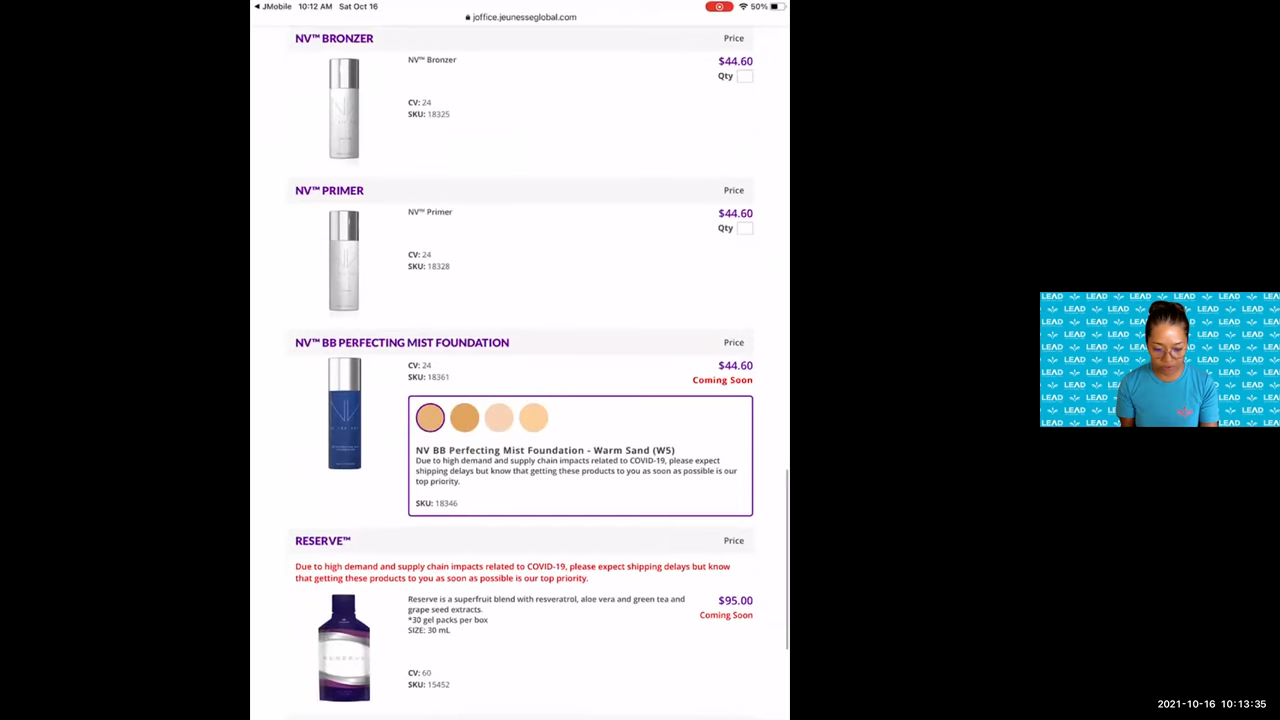 JMobile 10:12 AM Sat Oct 16
50%
joffice.jeunesseglobal.com
NV™ BRONZER Price
NV™ Bronzer
$44.60
Qty
CV: 24
SKU: 18325
NV™ PRIMER Price
NV™ Primer
$44.60
Qty
CV: 24
SKU: 18328
NV™ BB PERFECTING MIST FOUNDATION Price
CV: 24
SKU: 18361
$44.60
Coming Soon
NV BB Perfecting Mist Foundation - Warm Sand (W5)
Due to high demand and supply chain impacts related to COVID-19, please expect
shipping delays but know that getting these products to you as soon as possible is our
top priority.
SKU: 18346
RESERVE™ Price
Due to high demand and supply chain impacts related to COVID-19, please expect shipping delays but know
that getting these products to you as soon as possible is our top priority.
Reserve is a superfruit blend with resveratrol, aloe vera and green tea and
grape seed extracts.
*30 gel packs per box
SIZE: 30 mL
$95.00
Coming Soon
CV: 60
SKU: 15452
RESERVE
LEAD LEAD LEAD LEAD LEAD LEAD
2021-10-16 10:13:35